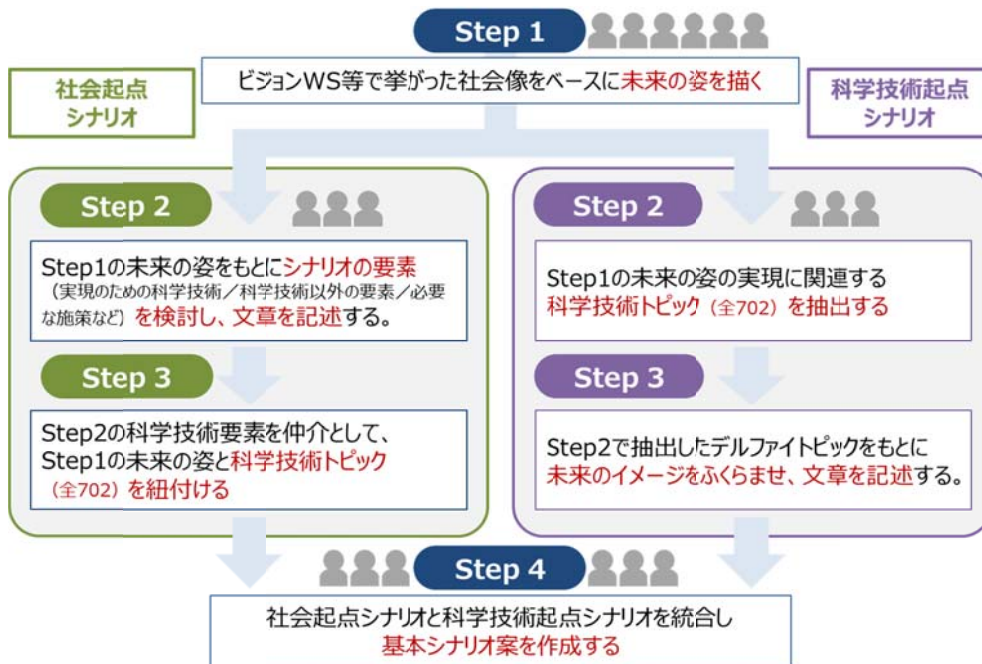 Step 1
ビジョンWS等で挙がった社会像をベースに未来の姿を描く
社会起点
シナリオ
科学技術起点
シナリオ
Step 2
Step1の未来の姿をもとにシナリオの要素
（実現のための科学技術／科学技術以外の要素／必要
な施策など）を検討し、文章を記述する。
Step 3
Step2の科学技術要素を仲介として、
Step1の未来の姿と科学技術トピック
（全702）を紐付ける
Step 2
Step1の未来の姿の実現に関連する
科学技術トピック（全702）を抽出する
Step 3
Step2で抽出したデルファイトピックをもとに
未来のイメージをふくらませ、文章を記述する。
Step 4
社会起点シナリオと科学技術起点シナリオを統合し
基本シナリオ案を作成する